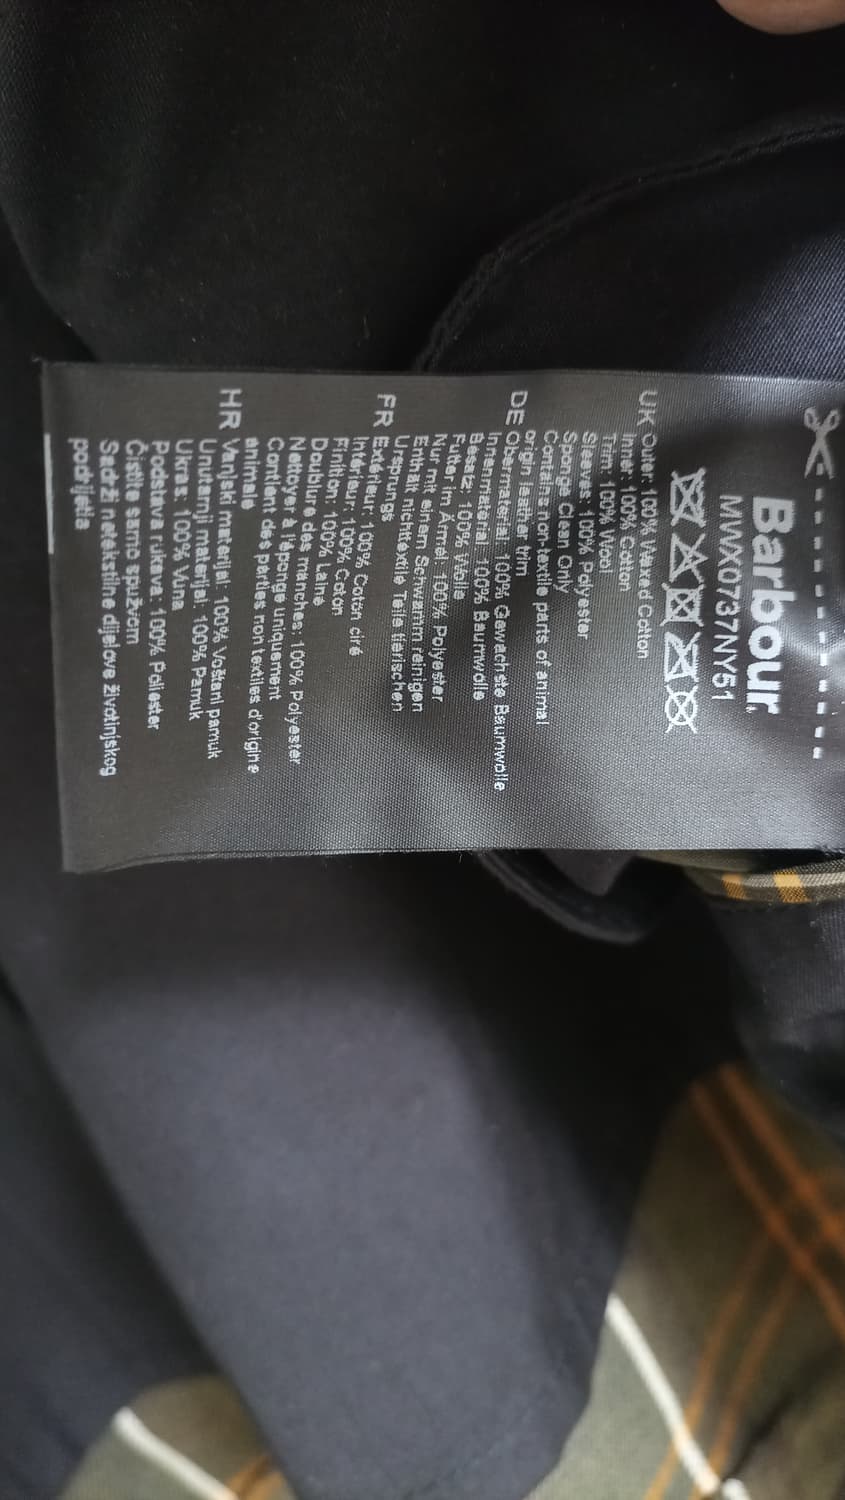 Barbour
MWX0737NY51
UK Outer: 100% Waxed Cotton
Inner: 100% Cotton
Trim: 100% Wool
Sleeves: 100% Polyester
Sponge Clean Only
Contains non-textile parts of animal
origin leather trim
DE Obermaterial: 100% Gewachste Baumwolle
Innenmaterial: 100% Baumwolle
Besatz: 100% Wolle
Futter in Ärmel: 100% Polyester
Nur mit einem Schwamm reinigen
Enthält nichttextile Teile tierischen
Ursprungs
FR Extérieur: 100% Coton ciré
Intérieur: 100% Coton
Finition: 100% Laine
Doublure des manches: 100% Polyester
Nettoyer à l'éponge uniquement
Contient des parties non textiles d'origine
animale
HR Vanjski materijal: 100% Voštani pamuk
Unutarnji materijal: 100% Pamuk
Ukras: 100% Vuna
Podstava rukava: 100% Poliester
Čistite samo spužvom
Sadrži netekstilne dijelove životinjskog
podrijetla